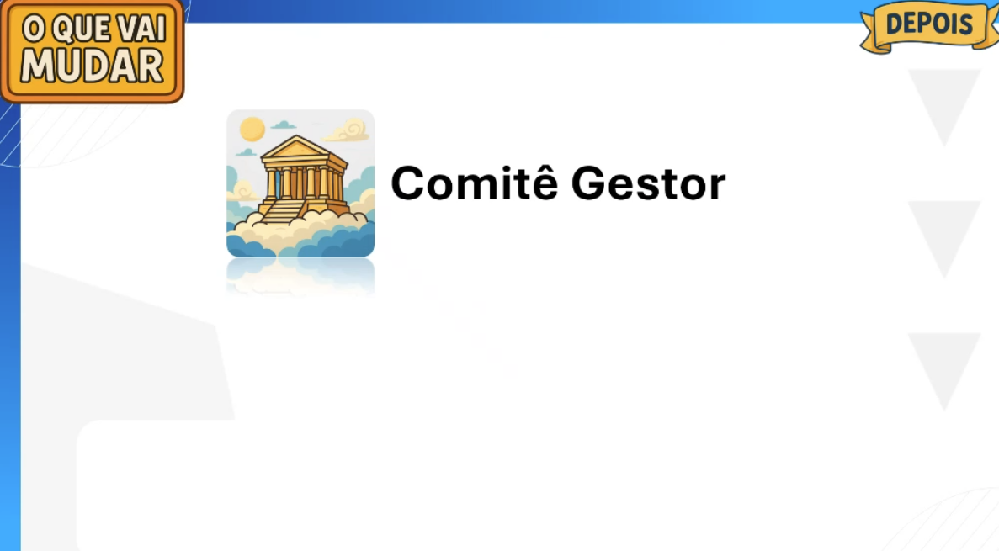 O QUE VAI
MUDAR
DEPOIS
Comitê Gestor